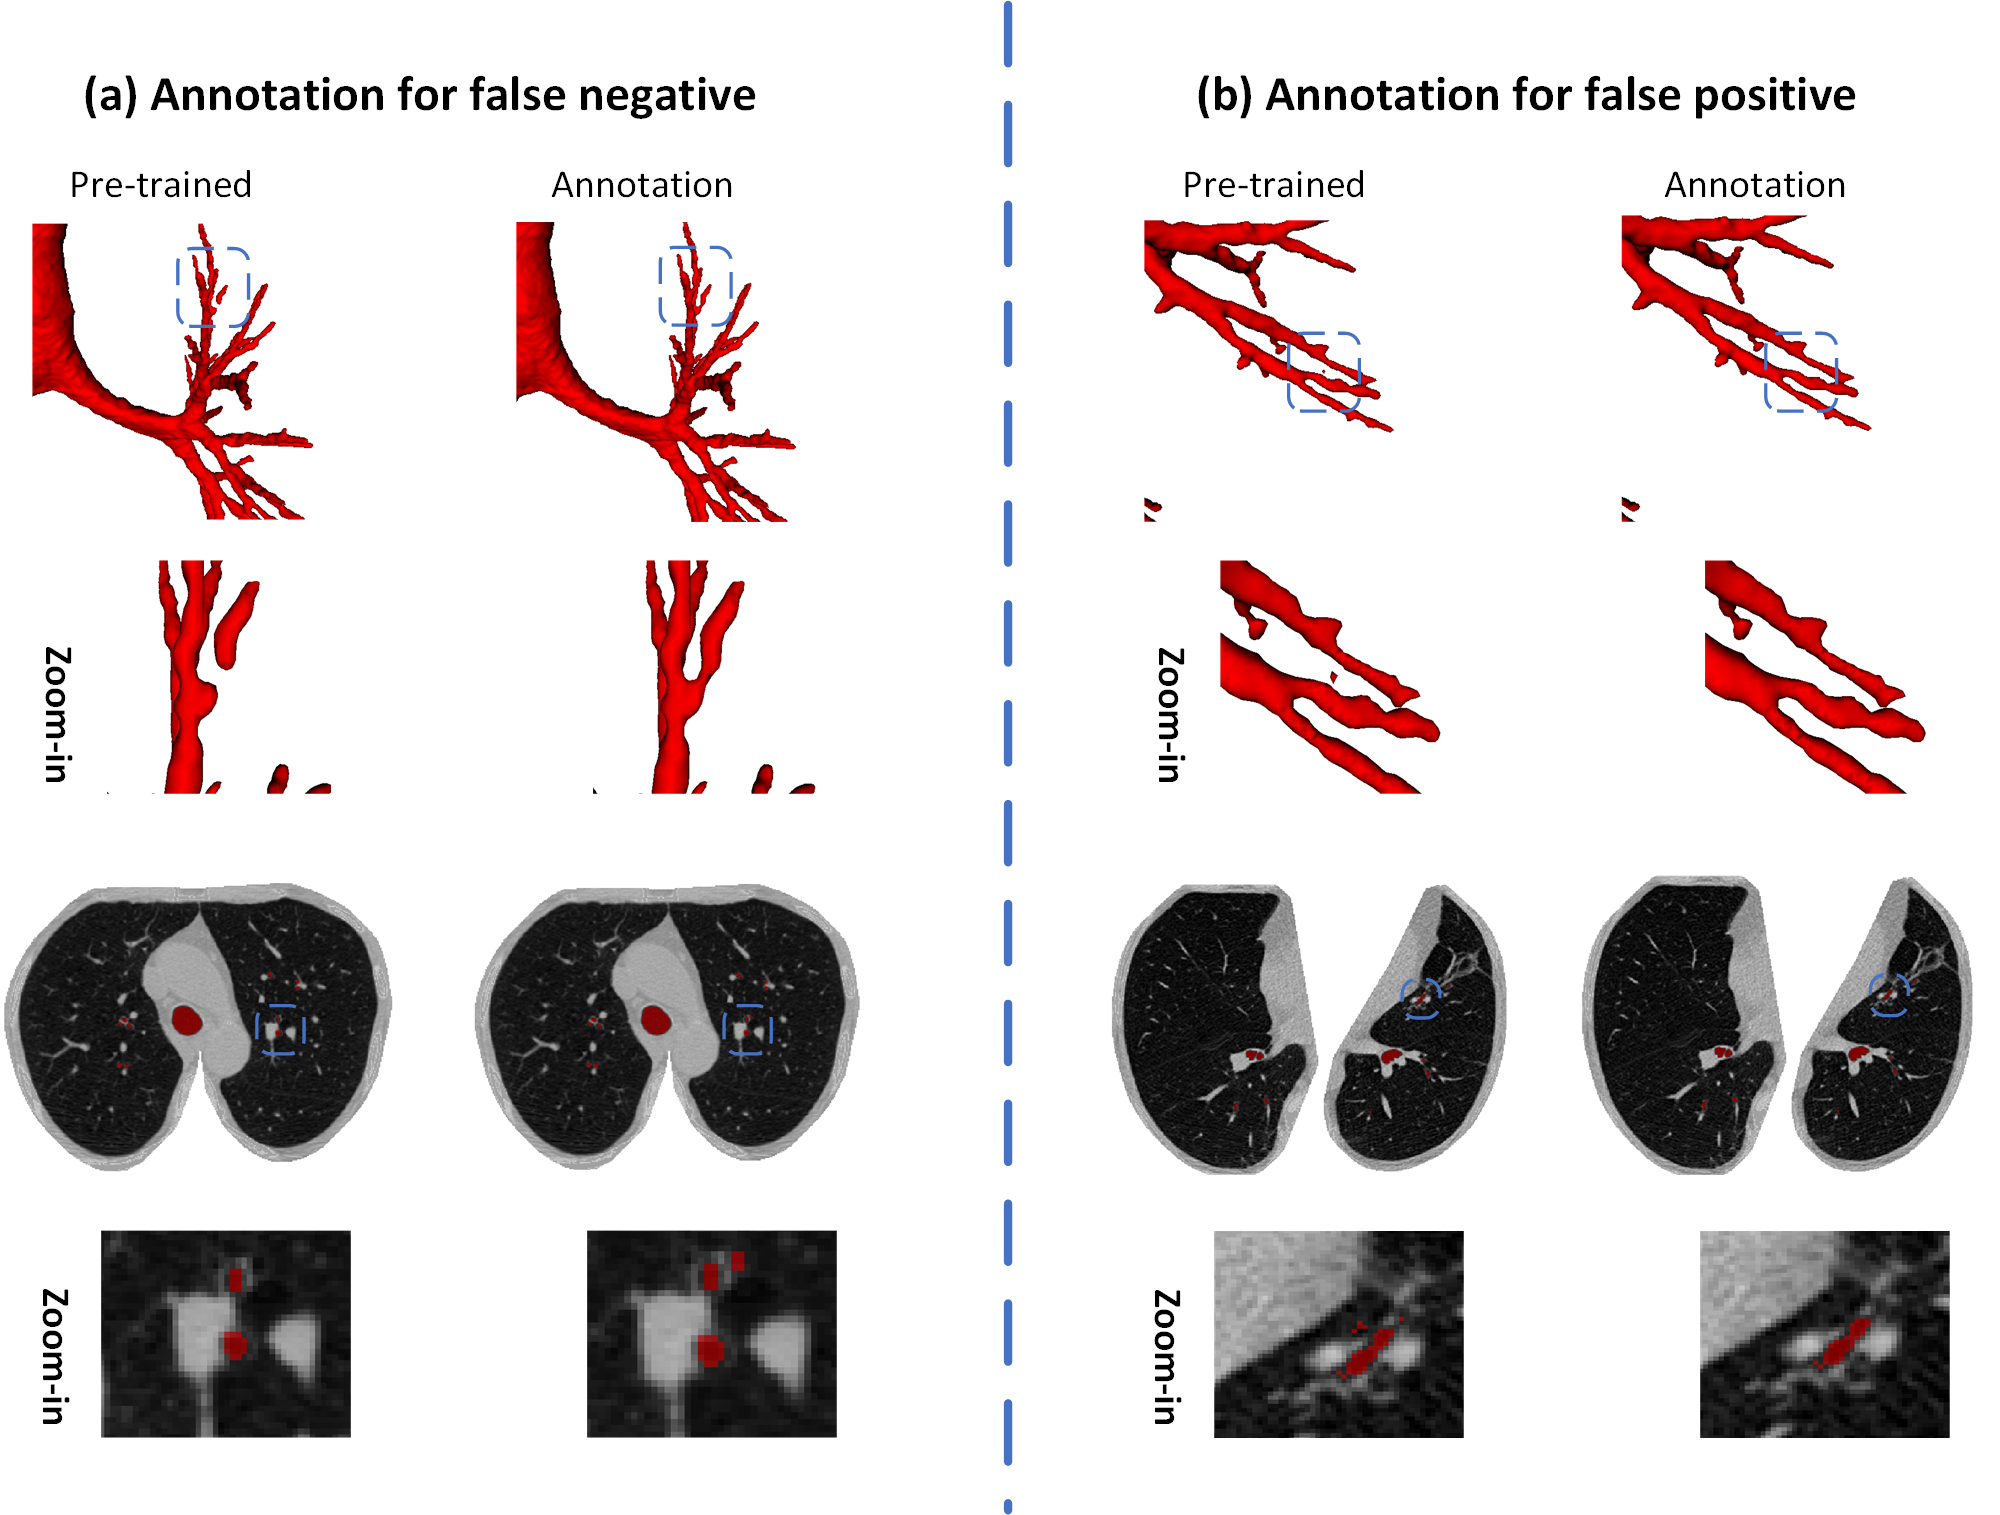 (a) Annotation for false negative
Pre-trained
Annotation
Zoom-in
Zoom-in
(b) Annotation for false positive
Pre-trained
Annotation
Zoom-in
Zoom-in